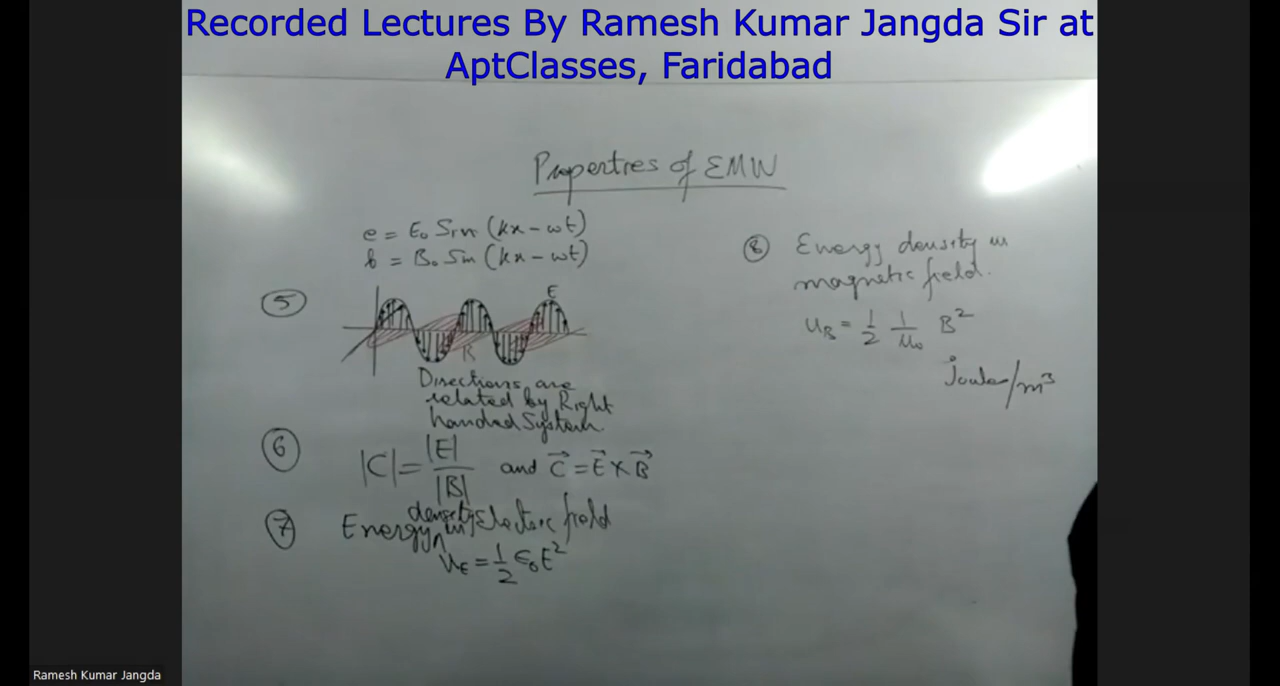 Recorded Lectures By Ramesh Kumar Jangda Sir at
AptClasses, Faridabad
Properties of EMW
e = E₀ Sin (kx - ωt)
b = B₀ Sin (kx - ωt)
5
E
B
Directions are
related by Right
handed System.
6
|C| = |E| / |B| and C⃗ = E⃗ × B⃗
7
Energy density in Electric field
u_E = 1/2 ε₀E²
8
Energy density in
magnetic field.
u_B = 1/2 1/μ₀ B²
Joules/m³
Ramesh Kumar Jangda